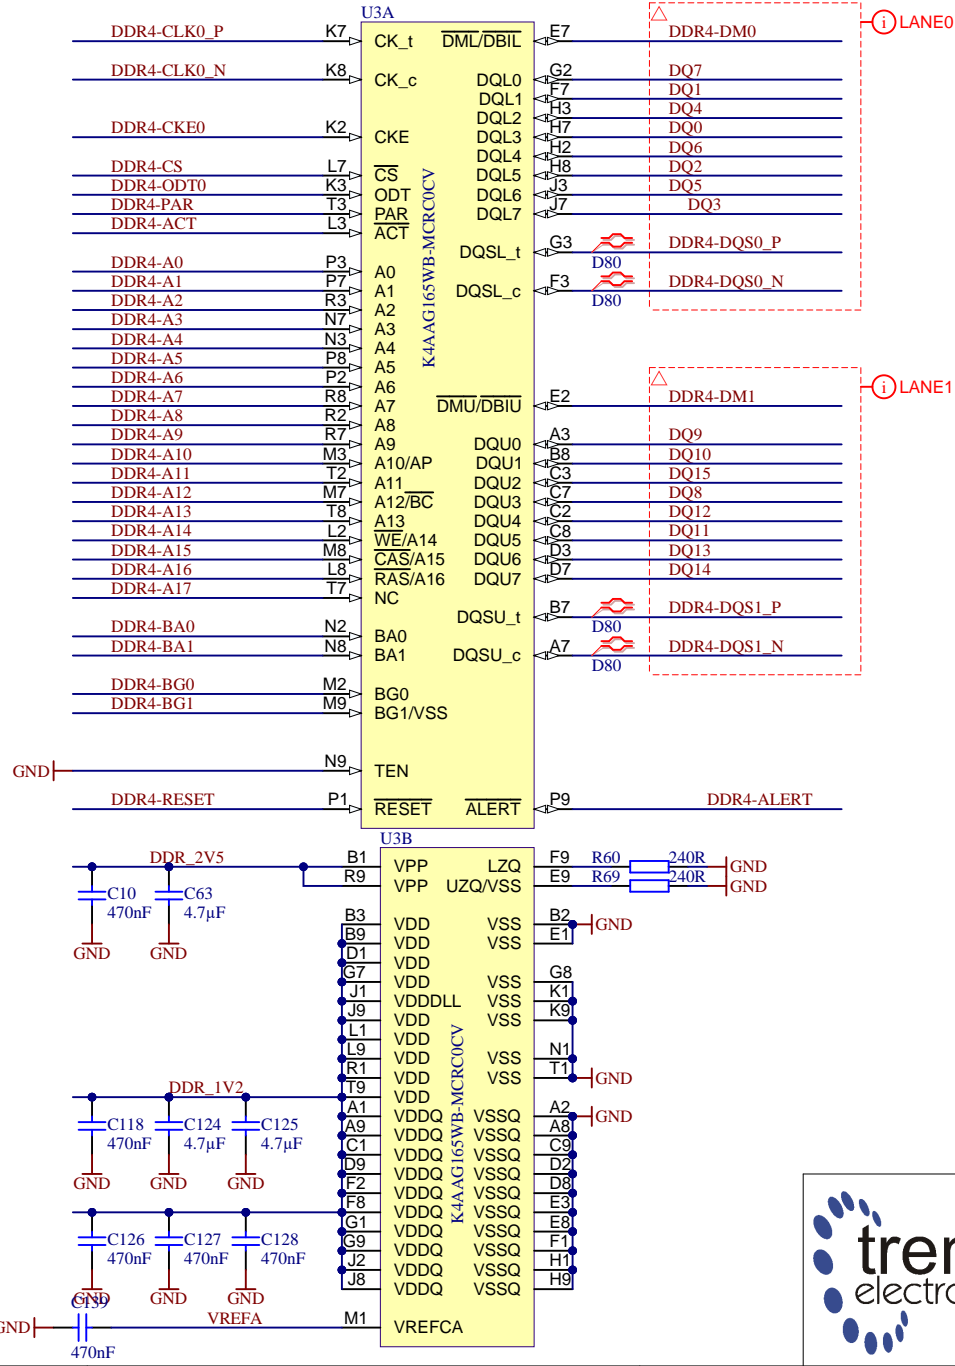 U3A
DDR4-CLK0_P K7 CK_t DML/DBIL E7 DDR4-DM0
LANE0
DDR4-CLK0_N K8 CK_c DQL0 G2 DQ7
DQL1 F7 DQ1
DQL2 H3 DQ4
DDR4-CKE0 K2 CKE DQL3 H7 DQ0
DQL4 H2 DQ6
DDR4-CS L7 CS DQL5 H8 DQ2
DDR4-ODT0 K3 ODT DQL6 J3 DQ5
DDR4-PAR T3 PAR DQL7 J7 DQ3
DDR4-ACT L3 ACT
DQSL_t G3 D80 DDR4-DQS0_P
DDR4-A0 P3 A0
DDR4-A1 P7 A1 DQSL_c F3 D80 DDR4-DQS0_N
DDR4-A2 R3 A2
DDR4-A3 N7 A3
DDR4-A4 N3 A4
DDR4-A5 P8 A5
DDR4-A6 P2 A6
K4AAG165WB-MCRC0CV
LANE1
DDR4-A7 R8 A7 DMU/DBIU E2 DDR4-DM1
DDR4-A8 R2 A8
DDR4-A9 R7 A9 DQU0 A3 DQ9
DDR4-A10 M3 A10/AP DQU1 B8 DQ10
DDR4-A11 T2 A11 DQU2 C3 DQ15
DDR4-A12 M7 A12/BC DQU3 C7 DQ8
DDR4-A13 T8 A13 DQU4 C2 DQ12
DDR4-A14 L2 WE/A14 DQU5 C8 DQ11
DDR4-A15 M8 CAS/A15 DQU6 D3 DQ13
DDR4-A16 L8 RAS/A16 DQU7 D7 DQ14
DDR4-A17 T7 NC
DQSU_t B7 D80 DDR4-DQS1_P
DDR4-BA0 N2 BA0
DDR4-BA1 N8 BA1 DQSU_c A7 D80 DDR4-DQS1_N
DDR4-BG0 M2 BG0
DDR4-BG1 M9 BG1/VSS
GND N9 TEN
DDR4-RESET P1 RESET ALERT P9 DDR4-ALERT
U3B
DDR_2V5 B1 VPP LZQ F9 R60 240R GND
R9 VPP UZQ/VSS E9 R69 240R GND
C10 C63
470nF 4.7µF
GND GND
B3 VDD VSS B2 GND
B9 VDD VSS E1
D1 VDD
G7 VDD VSS G8
J1 VDDDLL VSS K1
J9 VDD VSS K9
L1 VDD
L9 VDD VSS N1
R1 VDD VSS T1 GND
DDR_1V2 T9 VDD
K4AAG165WB-MCRC0CV
A1 VDDQ VSSQ A2 GND
A9 VDDQ VSSQ A8
C1 VDDQ VSSQ C9
D9 VDDQ VSSQ D2
F2 VDDQ VSSQ D8
F8 VDDQ VSSQ E3
G1 VDDQ VSSQ E8
G9 VDDQ VSSQ F1
J2 VDDQ VSSQ H1
J8 VDDQ VSSQ H9
C118 C124 C125
470nF 4.7µF 4.7µF
GND GND GND
C126 C127 C128
470nF 470nF 470nF
GND GND GND
C139
GND VREFA M1 VREFCA
470nF
tren
electro